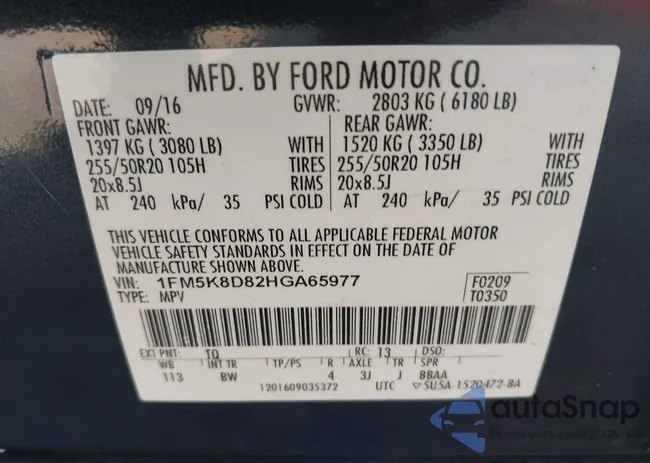 MFD. BY FORD MOTOR CO.
DATE: 09/16 GVWR: 2803 KG ( 6180 LB)
FRONT GAWR: REAR GAWR:
1397 KG ( 3080 LB) WITH 1520 KG ( 3350 LB) WITH
255/50R20 105H TIRES 255/50R20 105H TIRES
20x8.5J RIMS 20x8.5J RIMS
AT 240 kPa/ 35 PSI COLD AT 240 kPa/ 35 PSI COLD
THIS VEHICLE CONFORMS TO ALL APPLICABLE FEDERAL MOTOR
VEHICLE SAFETY STANDARDS IN EFFECT ON THE DATE OF
MANUFACTURE SHOWN ABOVE.
VIN: 1FM5K8D82HGA65977 F0209
TYPE: MPV T0350
EXT PNT: TQ RC: 13 DSO:
WB INT TR TP/PS R AXLE TR SPR
113 BW 4 3J J BBAA
1201609035372 UTC 5U5A-1520472-BA
autoSnap